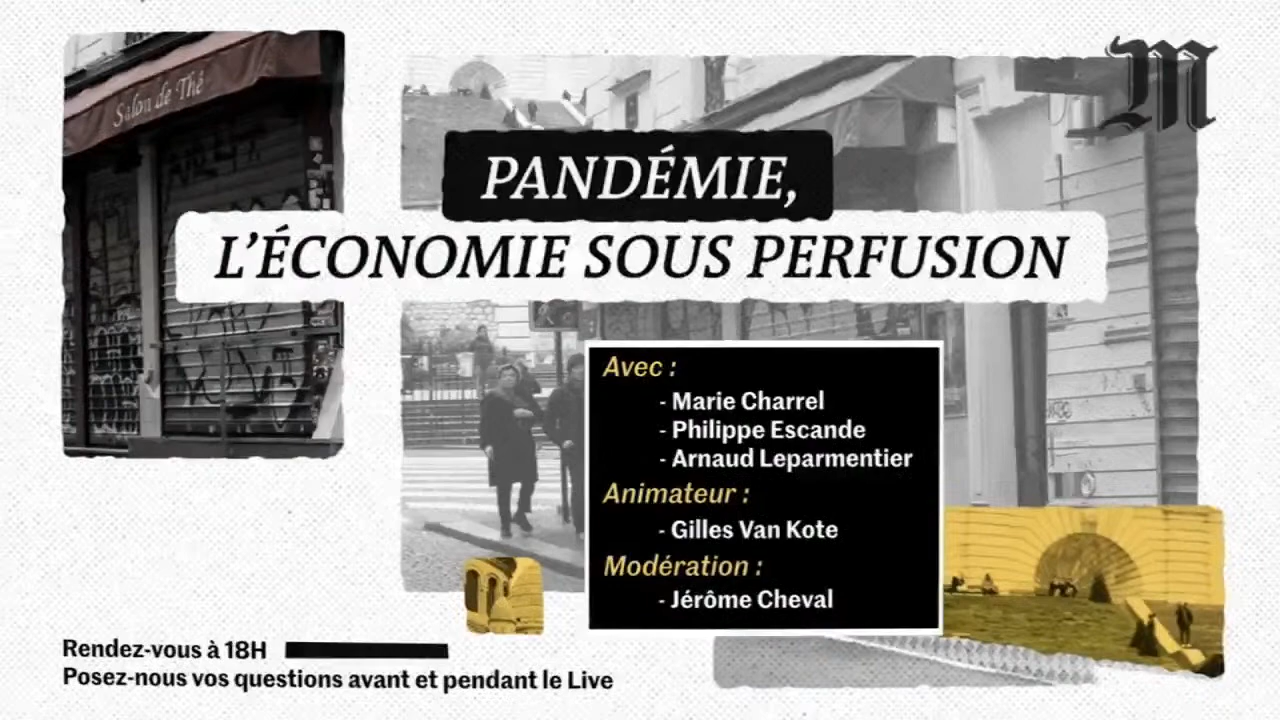 Salon de Thé
M
PANDÉMIE,
L'ÉCONOMIE SOUS PERFUSION
Avec :
- Marie Charrel
- Philippe Escande
- Arnaud Leparmentier
Animateur :
- Gilles Van Kote
Modération :
- Jérôme Cheval
Rendez-vous à 18H
Posez-nous vos questions avant et pendant le Live